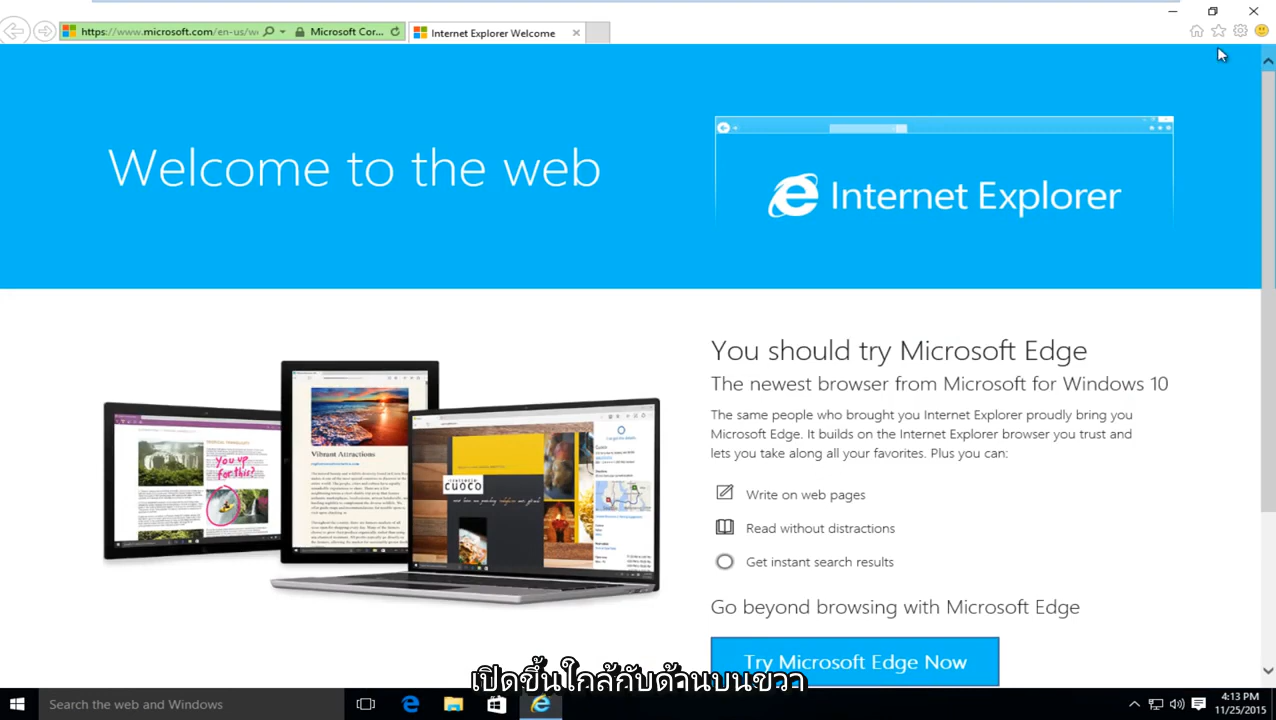 https://www.microsoft.com/en-us/w
Microsoft Cor...
Internet Explorer Welcome
Welcome to the web
Internet Explorer
You should try Microsoft Edge
The newest browser from Microsoft for Windows 10
The same people who brought you Internet Explorer proudly bring you
Microsoft Edge. It builds on the Internet Explorer browser you trust and
lets you take along all your favorites. Plus you can:
Write on web pages
Read without distractions
Get instant search results
Go beyond browsing with Microsoft Edge
Try Microsoft Edge Now
you up
for this?
Vibrant Attractions
CUOCO
เปิดขึ้นใกล้กับด้านบนขวา
Search the web and Windows
4:13 PM
11/25/2015